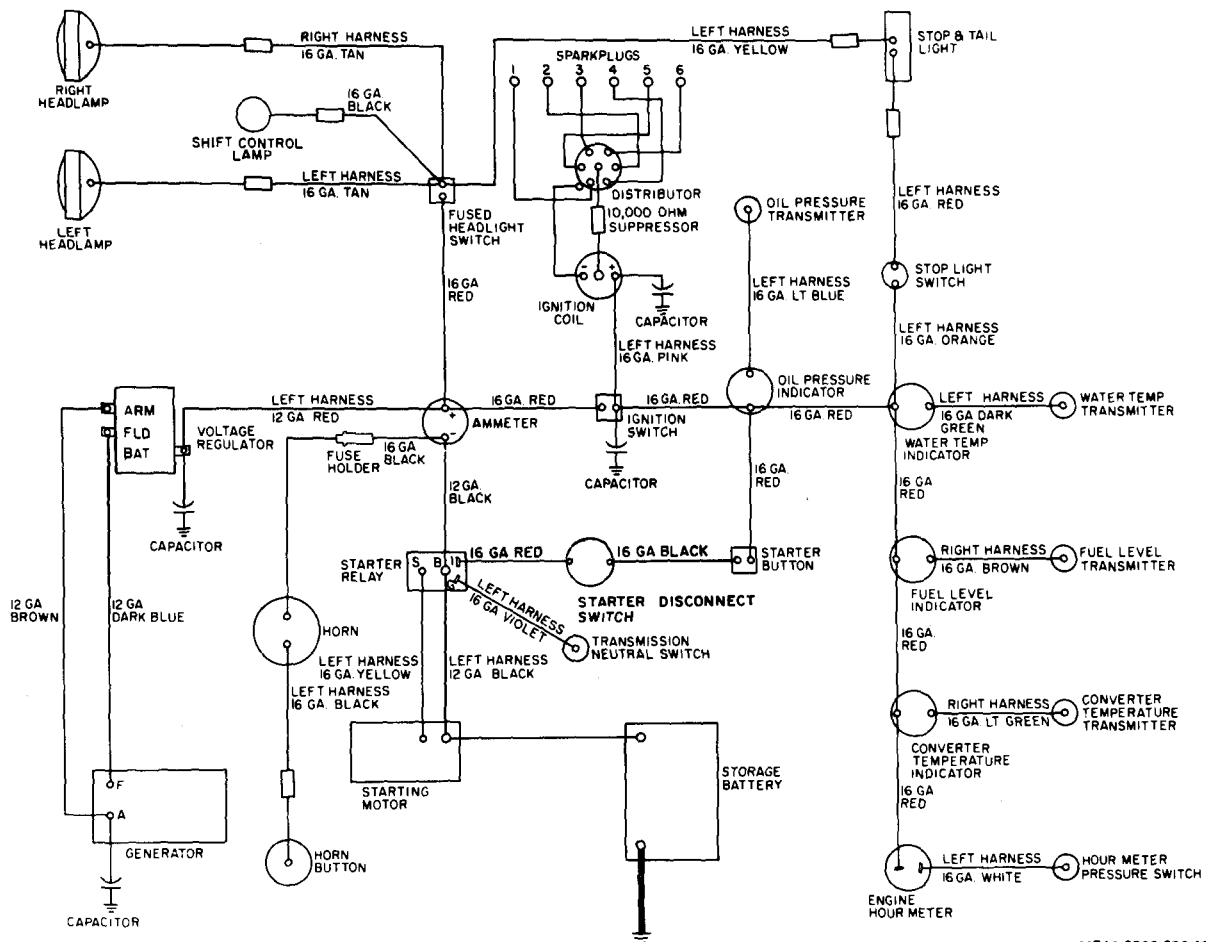 RIGHT HEADLAMP
RIGHT HARNESS
16 GA. TAN
16 GA.
BLACK
SHIFT CONTROL
LAMP
LEFT
HEADLAMP
LEFT HARNESS
16 GA. TAN
FUSED
HEADLIGHT
SWITCH
16 GA
RED
SPARKPLUGS
1 2 3 4 5 6
LEFT HARNESS
16 GA. YELLOW
STOP & TAIL
LIGHT
DISTRIBUTOR
10,000 OHM
SUPPRESSOR
- +
IGNITION
COIL
CAPACITOR
OIL PRESSURE
TRANSMITTER
LEFT HARNESS
16 GA. RED
LEFT HARNESS
16 GA. LT BLUE
STOP LIGHT
SWITCH
LEFT HARNESS
16 GA. PINK
LEFT HARNESS
16 GA. ORANGE
ARM
FLD
BAT
VOLTAGE
REGULATOR
CAPACITOR
LEFT HARNESS
12 GA. RED
+
-
AMMETER
FUSE
HOLDER
16 GA
BLACK
16 GA. RED
IGNITION
SWITCH
CAPACITOR
16 GA. RED
OIL PRESSURE
INDICATOR
16 GA. RED
LEFT HARNESS
16 GA DARK
GREEN
WATER TEMP
TRANSMITTER
WATER TEMP
INDICATOR
12 GA.
BLACK
16 GA.
RED
16 GA
RED
STARTER
RELAY
S B I
G
16 GA RED
16 GA BLACK
STARTER
BUTTON
STARTER DISCONNECT
SWITCH
LEFT HARNESS
16 GA VIOLET
TRANSMISSION
NEUTRAL SWITCH
RIGHT HARNESS
16 GA. BROWN
FUEL LEVEL
TRANSMITTER
FUEL LEVEL
INDICATOR
12 GA
BROWN
12 GA
DARK BLUE
HORN
LEFT HARNESS
16 GA. YELLOW
LEFT HARNESS
12 GA. BLACK
LEFT HARNESS
16 GA. BLACK
16 GA.
RED
RIGHT HARNESS
16 GA. LT GREEN
CONVERTER
TEMPERATURE
TRANSMITTER
CONVERTER
TEMPERATURE
INDICATOR
F
A
GENERATOR
CAPACITOR
STARTING
MOTOR
STORAGE
BATTERY
HORN
BUTTON
16 GA
RED
LEFT HARNESS
16 GA. WHITE
HOUR METER
PRESSURE SWITCH
ENGINE
HOUR METER